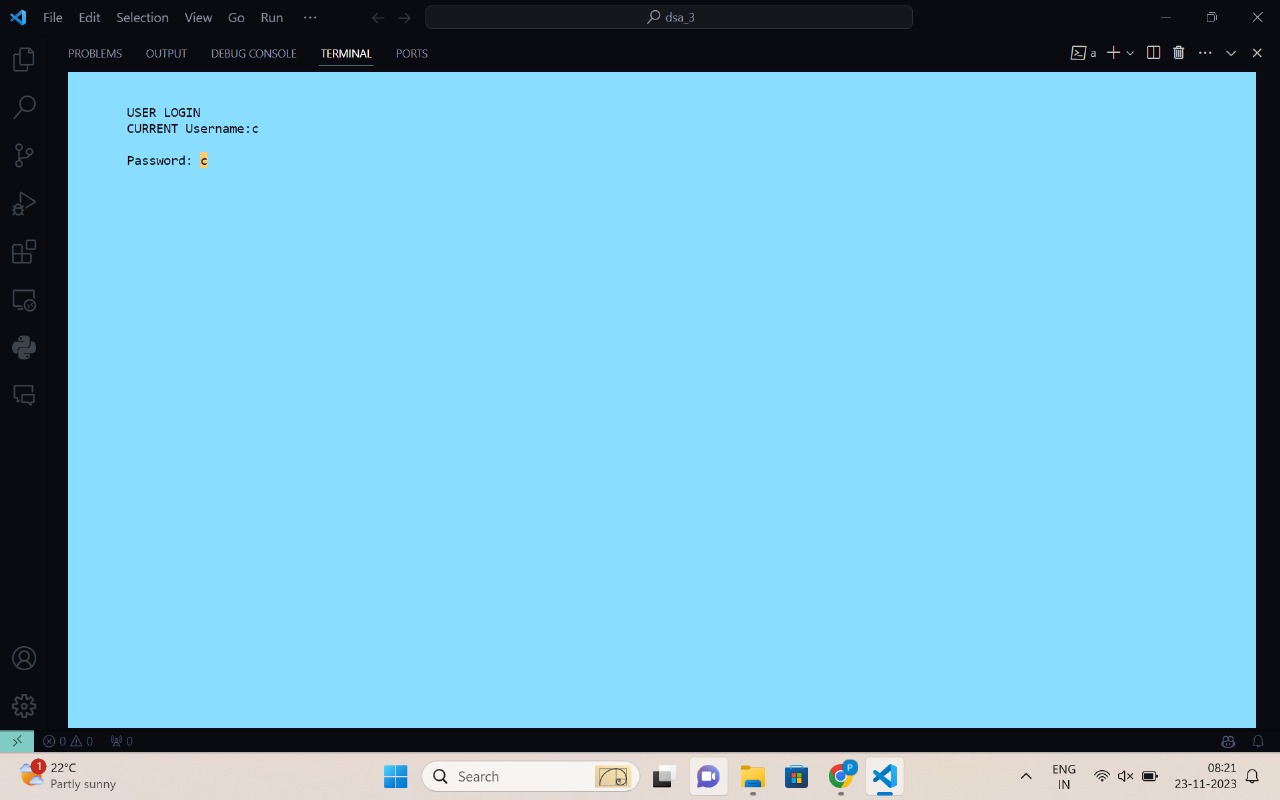 File Edit Selection View Go Run ···
dsa_3
PROBLEMS OUTPUT DEBUG CONSOLE TERMINAL PORTS
a
USER LOGIN
CURRENT Username:c
Password: c
0 0 0
1
22°C
Partly sunny
Search
P
ENG
IN
08:21
23-11-2023